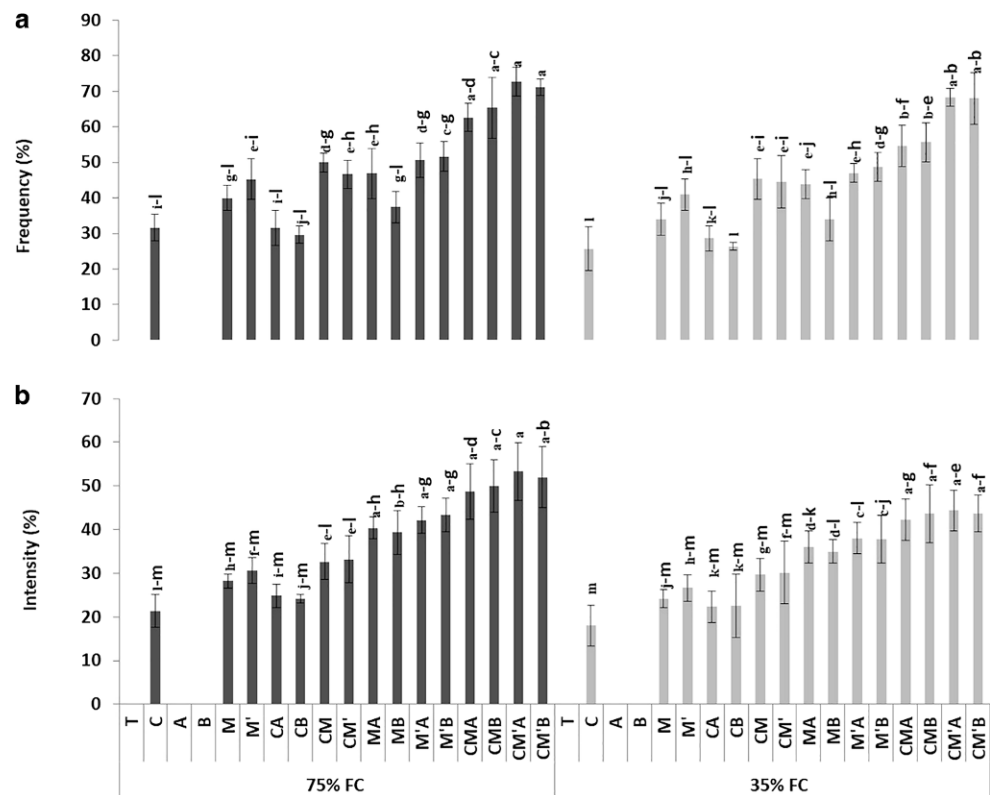 a
Frequency (%)
90
80
70
60
50
40
30
20
10
0
i-l
g-l
e-i
i-l
j-l
d-g
e-h
e-h
g-l
d-g
c-g
a-d
a-c
a
a
l
j-l
h-l
k-l
l
e-i
e-i
e-j
h-l
e-h
d-g
b-f
b-e
a-b
a-b
b
Intensity (%)
70
60
50
40
30
20
10
0
l-m
h-m
f-m
i-m
j-m
e-l
e-l
a-h
b-h
a-g
a-g
a-d
a-c
a
a-b
m
j-m
h-m
k-m
k-m
g-m
f-m
d-k
d-l
c-l
c-j
a-g
a-f
a-e
a-f
T C A B M M' CA CB CM CM' MA MB M'A M'B CMA CMB CM'A CM'B T C A B M M' CA CB CM CM' MA MB M'A M'B CMA CMB CM'A CM'B
75% FC 35% FC